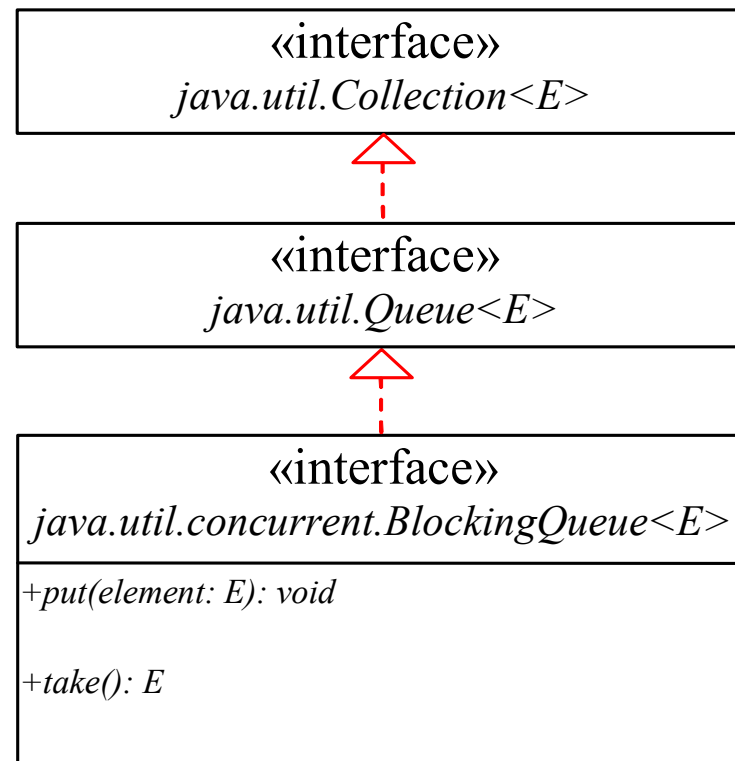 «interface»
java.util.Collection<E>
«interface»
java.util.Queue<E>
«interface»
java.util.concurrent.BlockingQueue<E>
+put(element: E): void
+take(): E